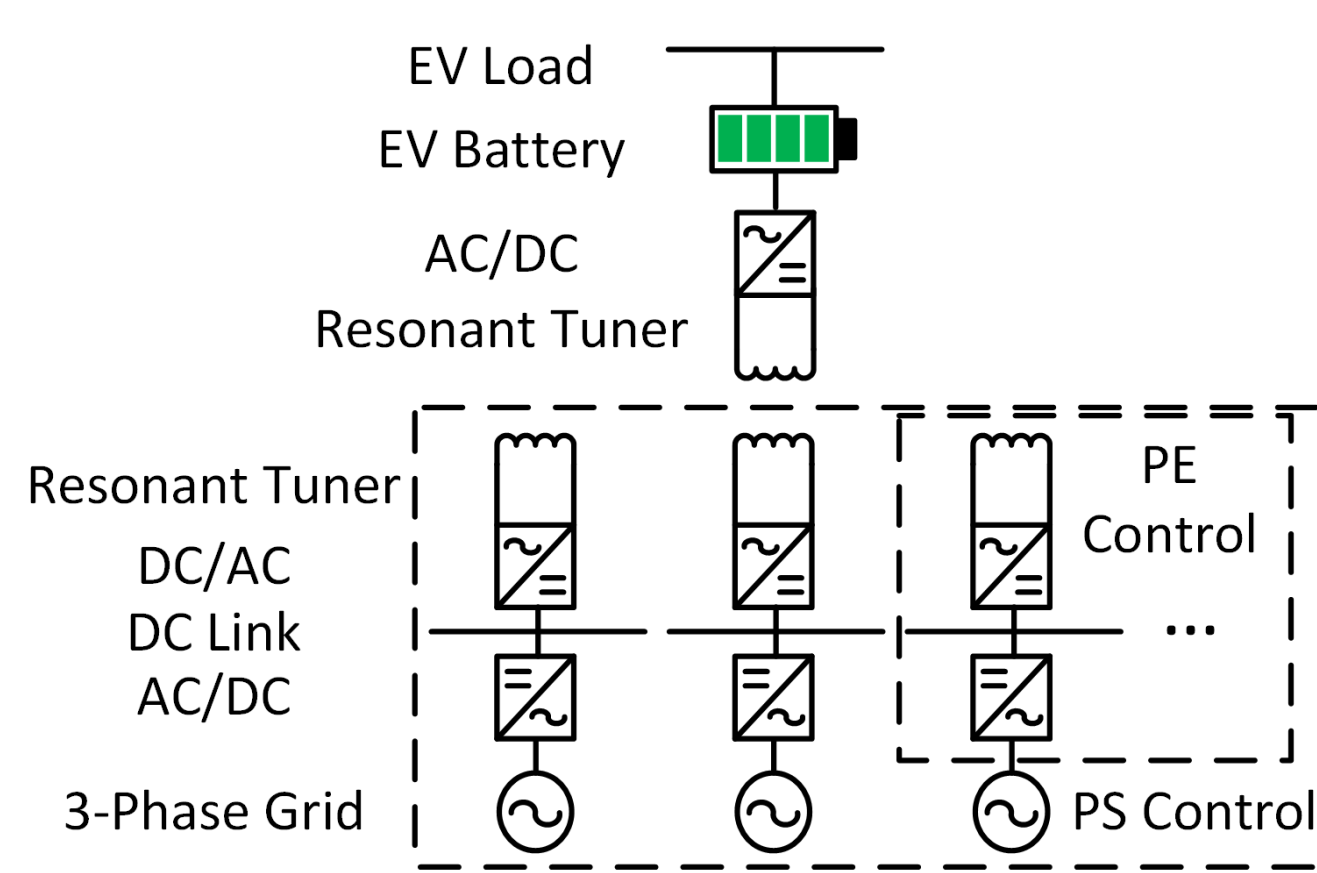 EV Load
EV Battery
AC/DC
Resonant Tuner
Resonant Tuner
PE
Control
DC/AC
DC Link
...
AC/DC
3-Phase Grid
PS Control